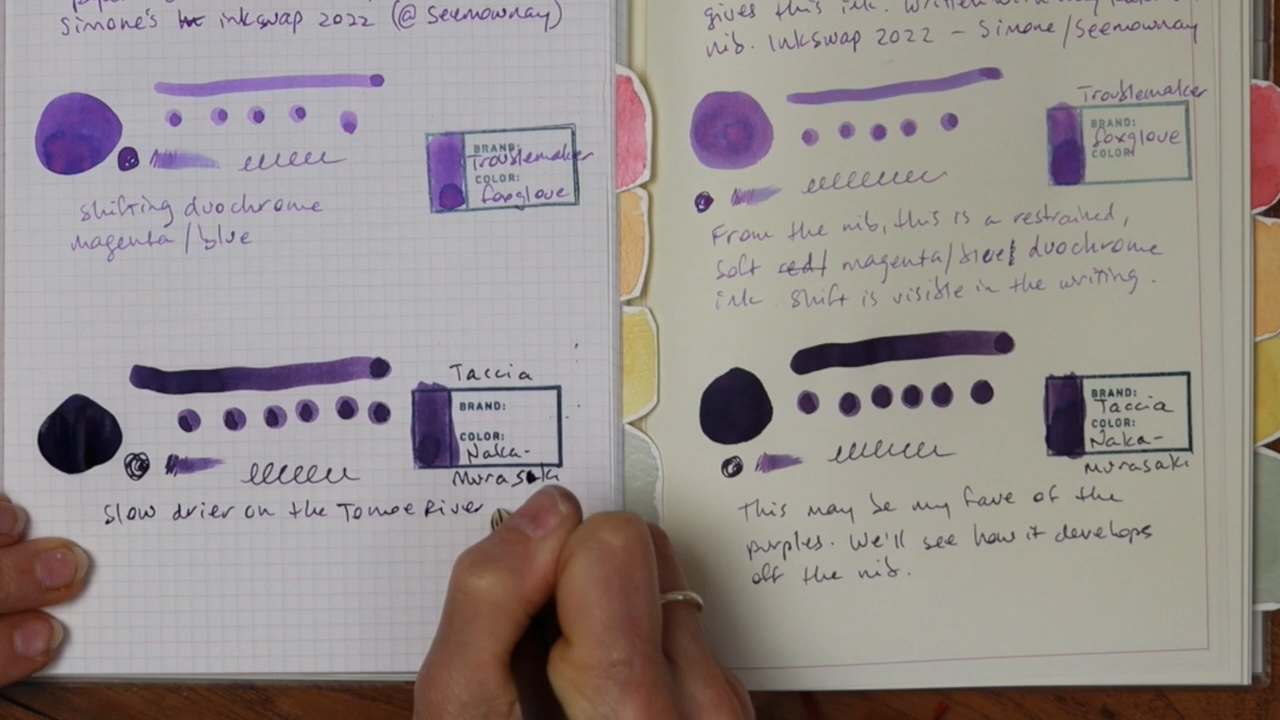 Simone's inkswap 2022 (@Seemownay)
Troublemaker
BRAND:
COLOR:
foxglove
shifting duochrome
magenta/blue
Taccia
BRAND:
COLOR:
Naka-
Murasaki
Slow drier on the Tomoe River
gives this ink. Written with
nib. Inkswap 2022 - Simone/Seemownay
Troublemaker
BRAND:
foxglove
COLOR:
From the nib, this is a restrained,
soft magenta/blue duochrome
ink. Shift is visible in the writing.
BRAND:
Taccia
COLOR:
Naka-
murasaki
This may be my fave of the
purples. We'll see how it develops
off the nib.